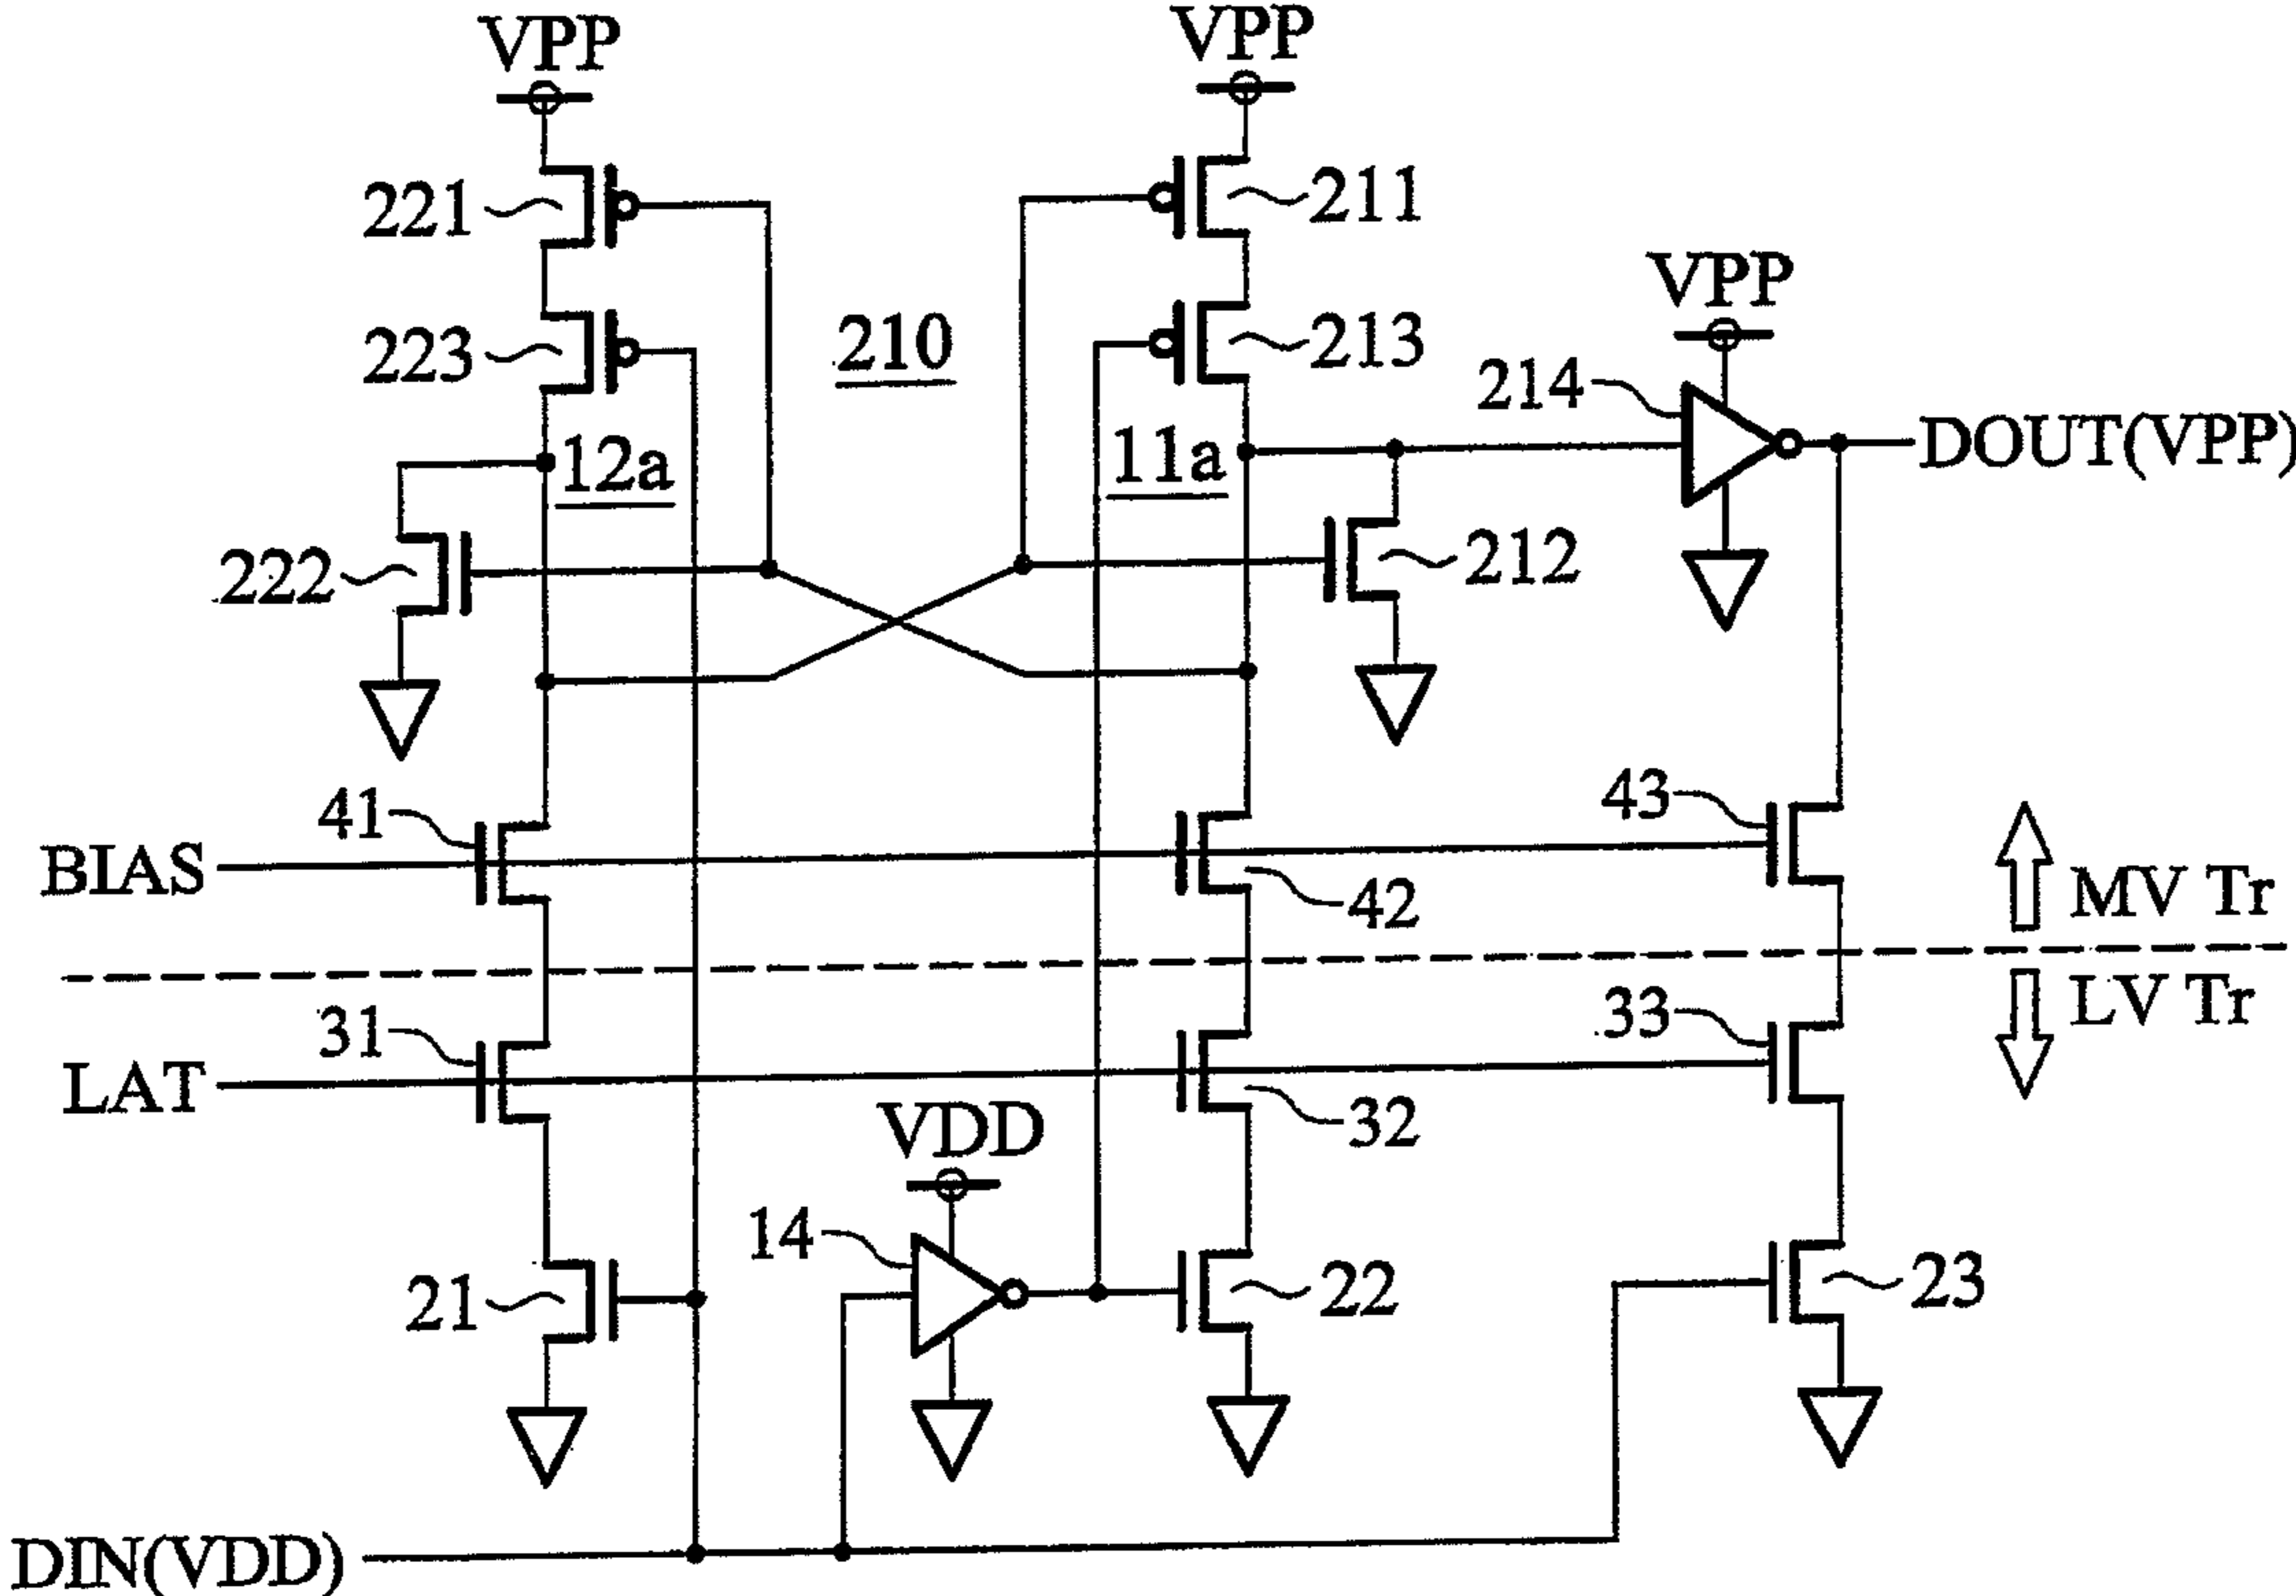 VPP
VPP
221
211
VPP
223
210
213
214
DOUT(VPP)
12a
11a
222
212
41
43
BIAS
42
MV Tr
31
33
LV Tr
LAT
VDD
32
14
21
22
23
DIN(VDD)